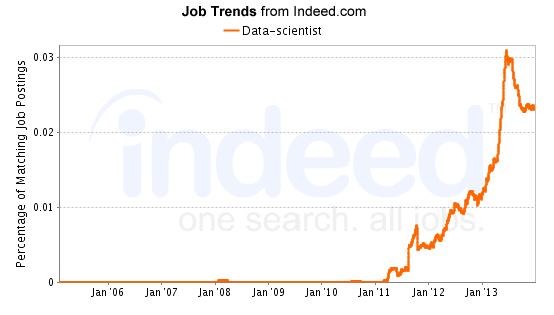 Job Trends from Indeed.com
Data-scientist
Percentage of Matching Job Postings
0.03
0.02
0.01
0
indeed™
one search. all jobs.
Jan'06 Jan'07 Jan'08 Jan'09 Jan'10 Jan'11 Jan'12 Jan'13